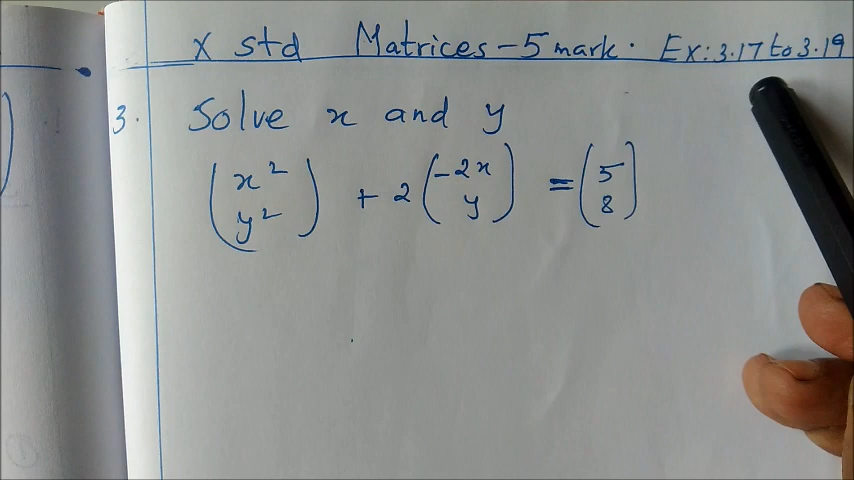 X std Matrices - 5 mark. Ex: 3.17 to 3.19
3. Solve x and y
(x² y²) + 2 (-2x y) = (5 8)